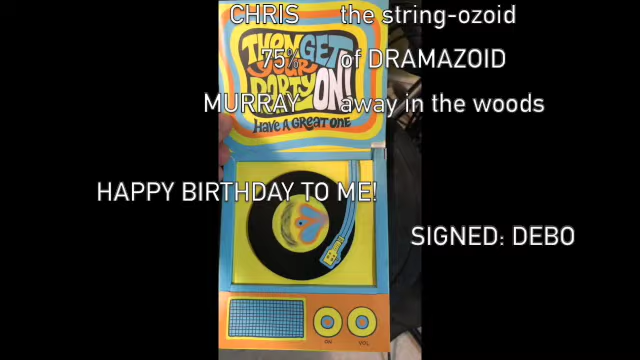 CHRIS the string-ozoid
THEN GET
75% of DRAMAZOID
YOUR
PARTY ON!
MURRAY away in the woods
HAVE A GREAT ONE
HAPPY BIRTHDAY TO ME!
SIGNED: DEBO
VOL